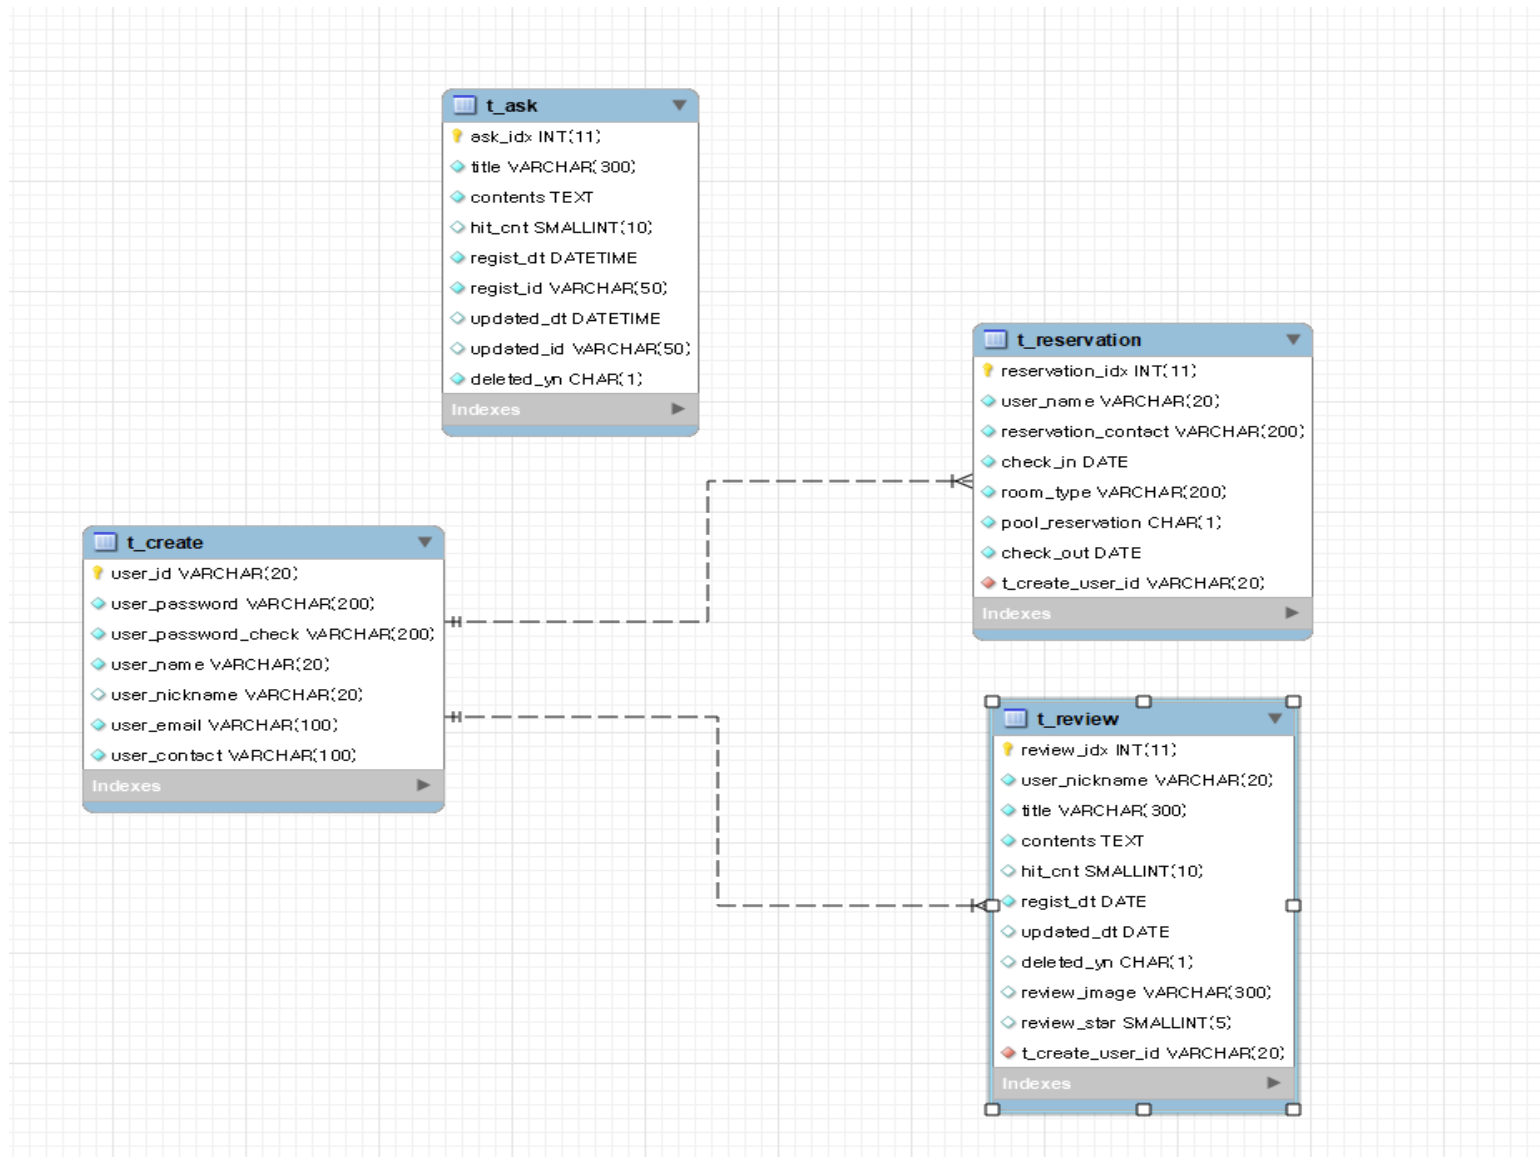 t_ask
ask_idx INT(11)
title VARCHAR(300)
contents TEXT
hit_cnt SMALLINT(10)
regist_dt DATETIME
regist_id VARCHAR(50)
updated_dt DATETIME
updated_id VARCHAR(50)
deleted_yn CHAR(1)
Indexes
t_reservation
reservation_idx INT(11)
user_name VARCHAR(20)
reservation_contact VARCHAR(200)
check_in DATE
room_type VARCHAR(200)
pool_reservation CHAR(1)
check_out DATE
t_create_user_id VARCHAR(20)
Indexes
t_create
user_id VARCHAR(20)
user_password VARCHAR(200)
user_password_check VARCHAR(200)
user_name VARCHAR(20)
user_nickname VARCHAR(20)
user_email VARCHAR(100)
user_contact VARCHAR(100)
Indexes
t_review
review_idx INT(11)
user_nickname VARCHAR(20)
title VARCHAR(300)
contents TEXT
hit_cnt SMALLINT(10)
regist_dt DATE
updated_dt DATE
deleted_yn CHAR(1)
review_image VARCHAR(300)
review_star SMALLINT(5)
t_create_user_id VARCHAR(20)
Indexes